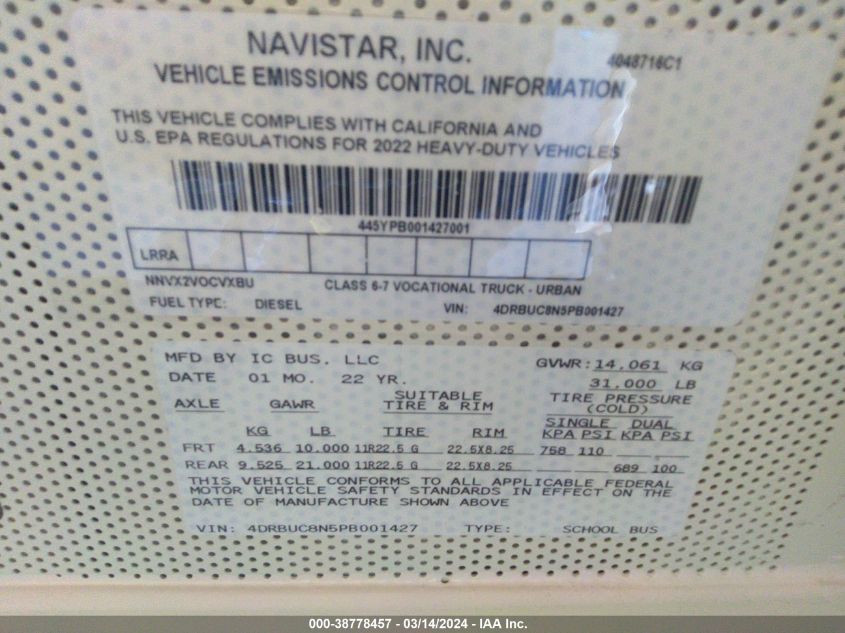 NAVISTAR, INC.
4048716C1
VEHICLE EMISSIONS CONTROL INFORMATION
THIS VEHICLE COMPLIES WITH CALIFORNIA AND
U.S. EPA REGULATIONS FOR 2022 HEAVY-DUTY VEHICLES
445YPB001427001
LRRA
NNVX2VOCVXBU CLASS 6-7 VOCATIONAL TRUCK - URBAN
FUEL TYPE: DIESEL VIN: 4DRBUC8N5PB001427
MFD BY IC BUS. LLC GVWR: 14.061 KG
DATE 01 MO. 22 YR. 31.000 LB
AXLE GAWR SUITABLE TIRE & RIM TIRE PRESSURE (COLD)
SINGLE DUAL
KG LB TIRE RIM KPA PSI KPA PSI
FRT 4.536 10.000 11R22.5 G 22.5X8.25 758 110
REAR 9.525 21.000 11R22.5 G 22.5X8.25 689 100
THIS VEHICLE CONFORMS TO ALL APPLICABLE FEDERAL
MOTOR VEHICLE SAFETY STANDARDS IN EFFECT ON THE
DATE OF MANUFACTURE SHOWN ABOVE
VIN: 4DRBUC8N5PB001427 TYPE: SCHOOL BUS
000-38778457 - 03/14/2024 - IAA Inc.